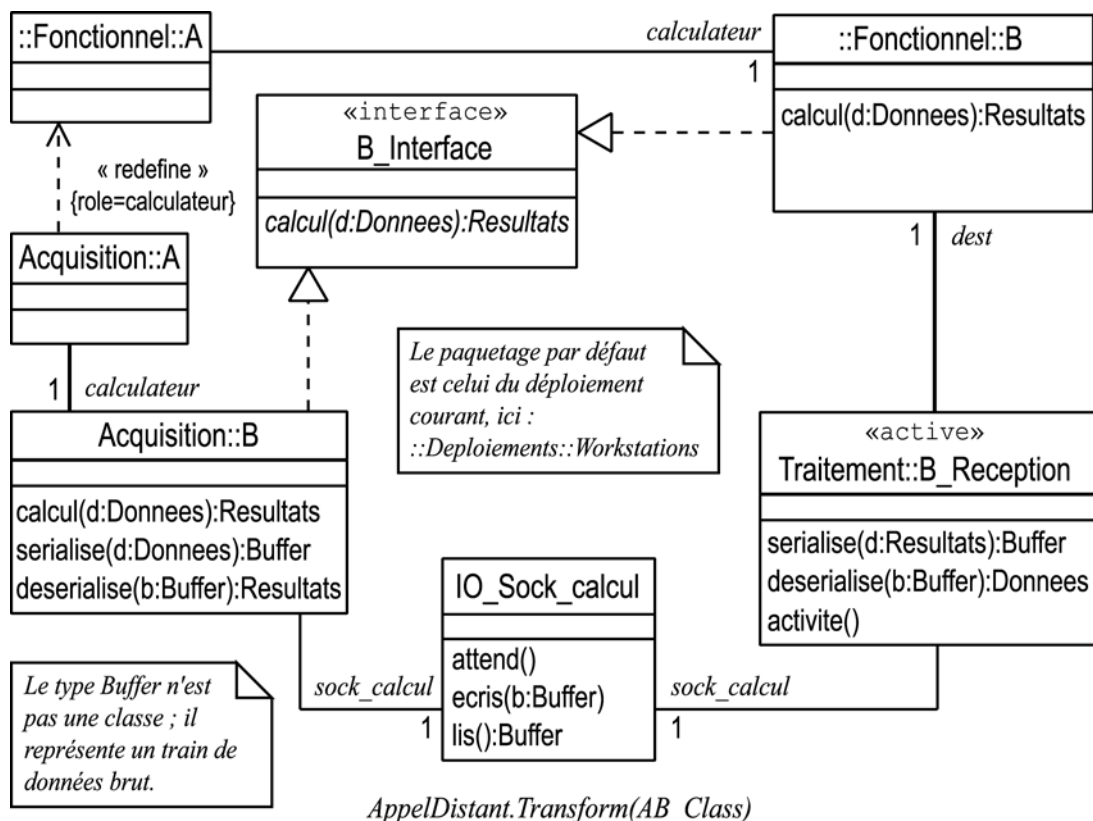 ::Fonctionnel::A
calculateur
1
::Fonctionnel::B
calcul(d:Donnees):Resultats
«interface»
B_Interface
calcul(d:Donnees):Resultats
« redefine »
{role=calculateur}
Acquisition::A
1
calculateur
1
dest
Le paquetage par défaut
est celui du déploiement
courant, ici :
::Deploiements::Workstations
Acquisition::B
calcul(d:Donnees):Resultats
serialise(d:Donnees):Buffer
deserialise(b:Buffer):Resultats
«active»
Traitement::B_Reception
serialise(d:Resultats):Buffer
deserialise(b:Buffer):Donnees
activite()
IO_Sock_calcul
attend()
ecris(b:Buffer)
lis():Buffer
sock_calcul
1
sock_calcul
1
Le type Buffer n'est
pas une classe ; il
représente un train de
données brut.
AppelDistant.Transform(AB_Class)